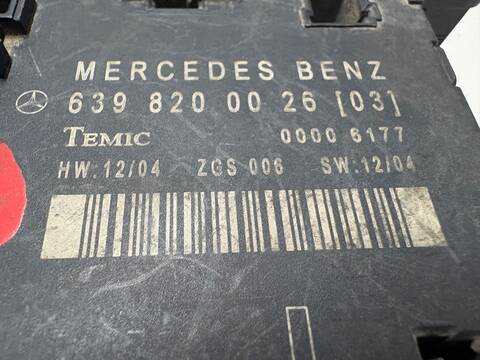 MERCEDES BENZ
639 820 00 26 [03]
TEMIC 0000 6177
HW:12/04 ZGS 006 SW:12/04